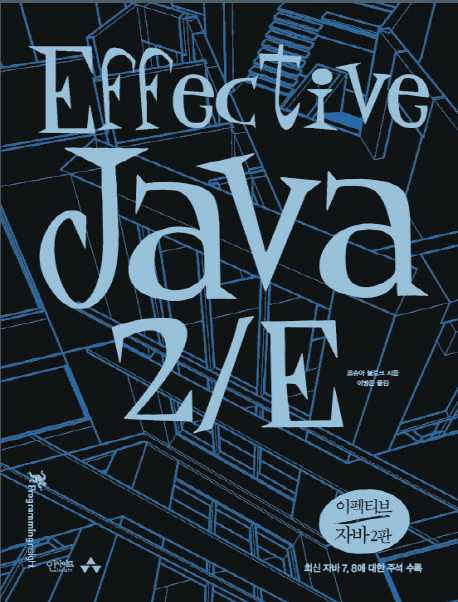 Effective
Java
2/E
조슈아 블로크 지음
이병준 옮김
이펙티브
자바 2판
최신 자바 7, 8에 대한 주석 수록
ProgrammingInsight
인사이트
insight